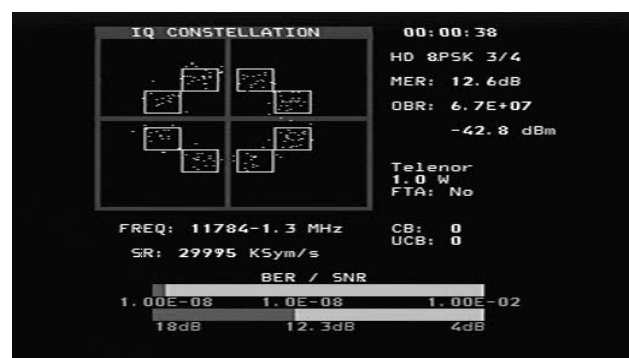 IQ CONSTELLATION
00:00:38
HD 8PSK 3/4
MER: 12.6dB
OBR: 6.7E+07
-42.8 dBm
Telenor
1.0 W
FTA: No
FREQ: 11784-1.3 MHz
CB: 0
UCB: 0
SR: 29995 KSym/s
BER / SNR
1.00E-08 1.0E-08 1.00E-02
18dB 12.3dB 4dB